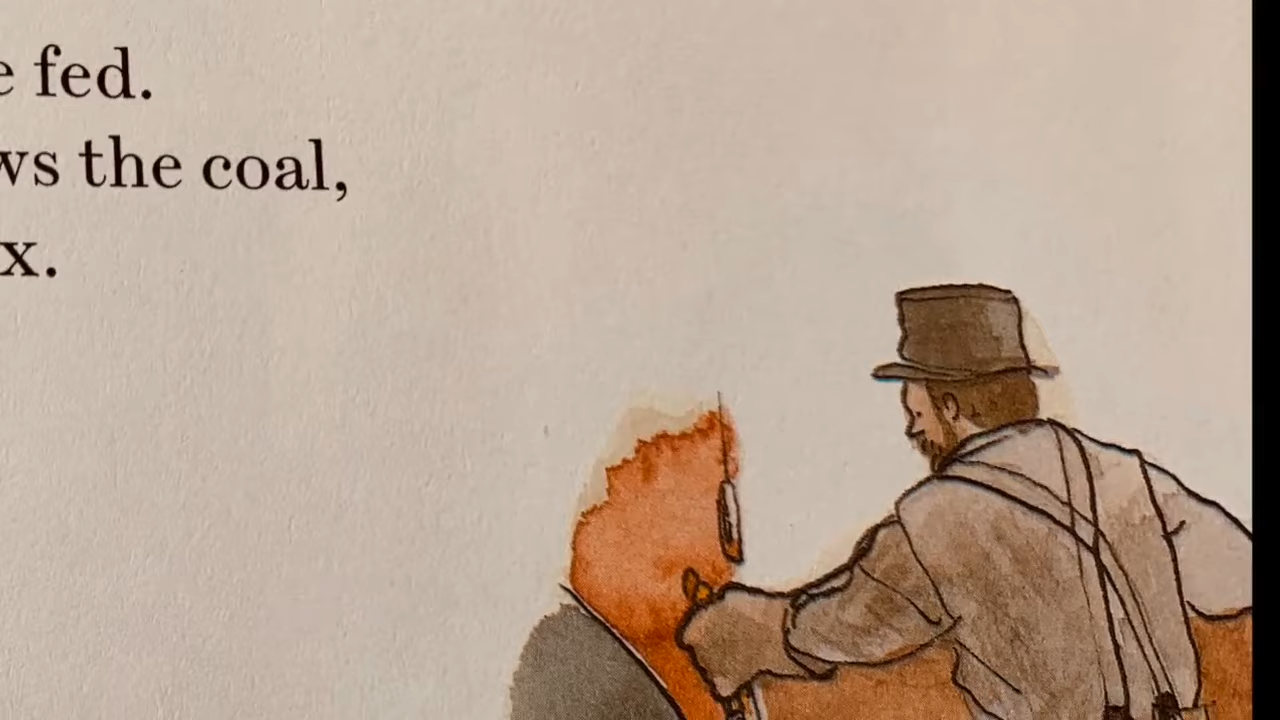 e fed.
ws the coal,
x.